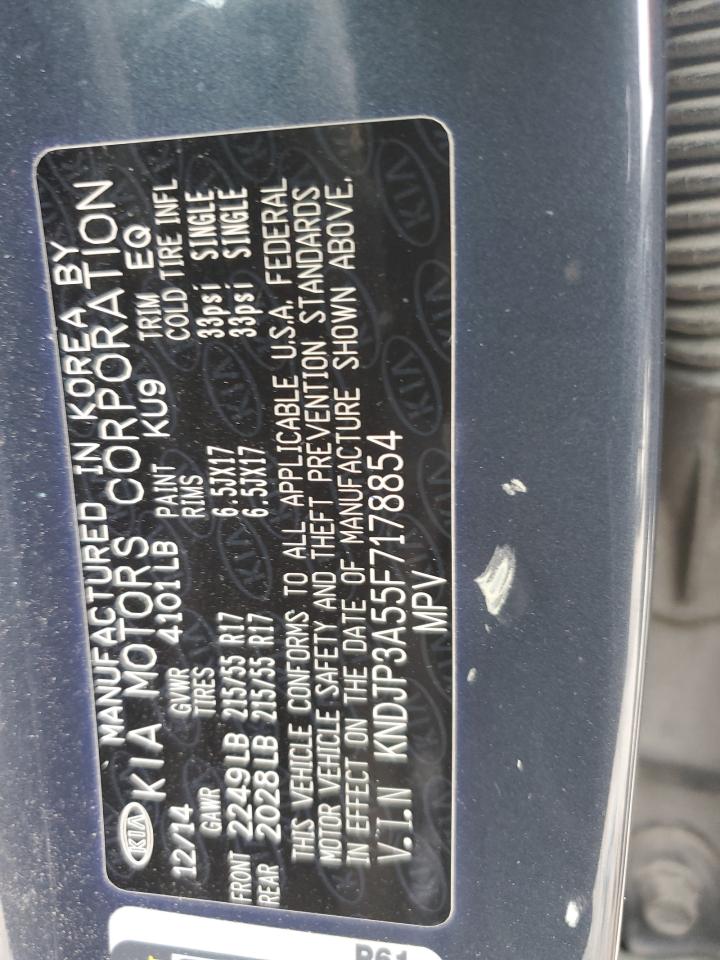 KIA MANUFACTURED IN KOREA BY
KIA MOTORS CORPORATION
12/14 GVWR 4101LB PAINT KU9 TRIM EQ
GAWR TIRES RIMS COLD TIRE INFL
FRONT 2249LB 215/55 R17 6.5JX17 33psi SINGLE
REAR 2028LB 215/55 R17 6.5JX17 33psi SINGLE
THIS VEHICLE CONFORMS TO ALL APPLICABLE U.S.A. FEDERAL
MOTOR VEHICLE SAFETY AND THEFT PREVENTION STANDARDS
IN EFFECT ON THE DATE OF MANUFACTURE SHOWN ABOVE.
V.I.N KNDJP3A55F7178854
MPV